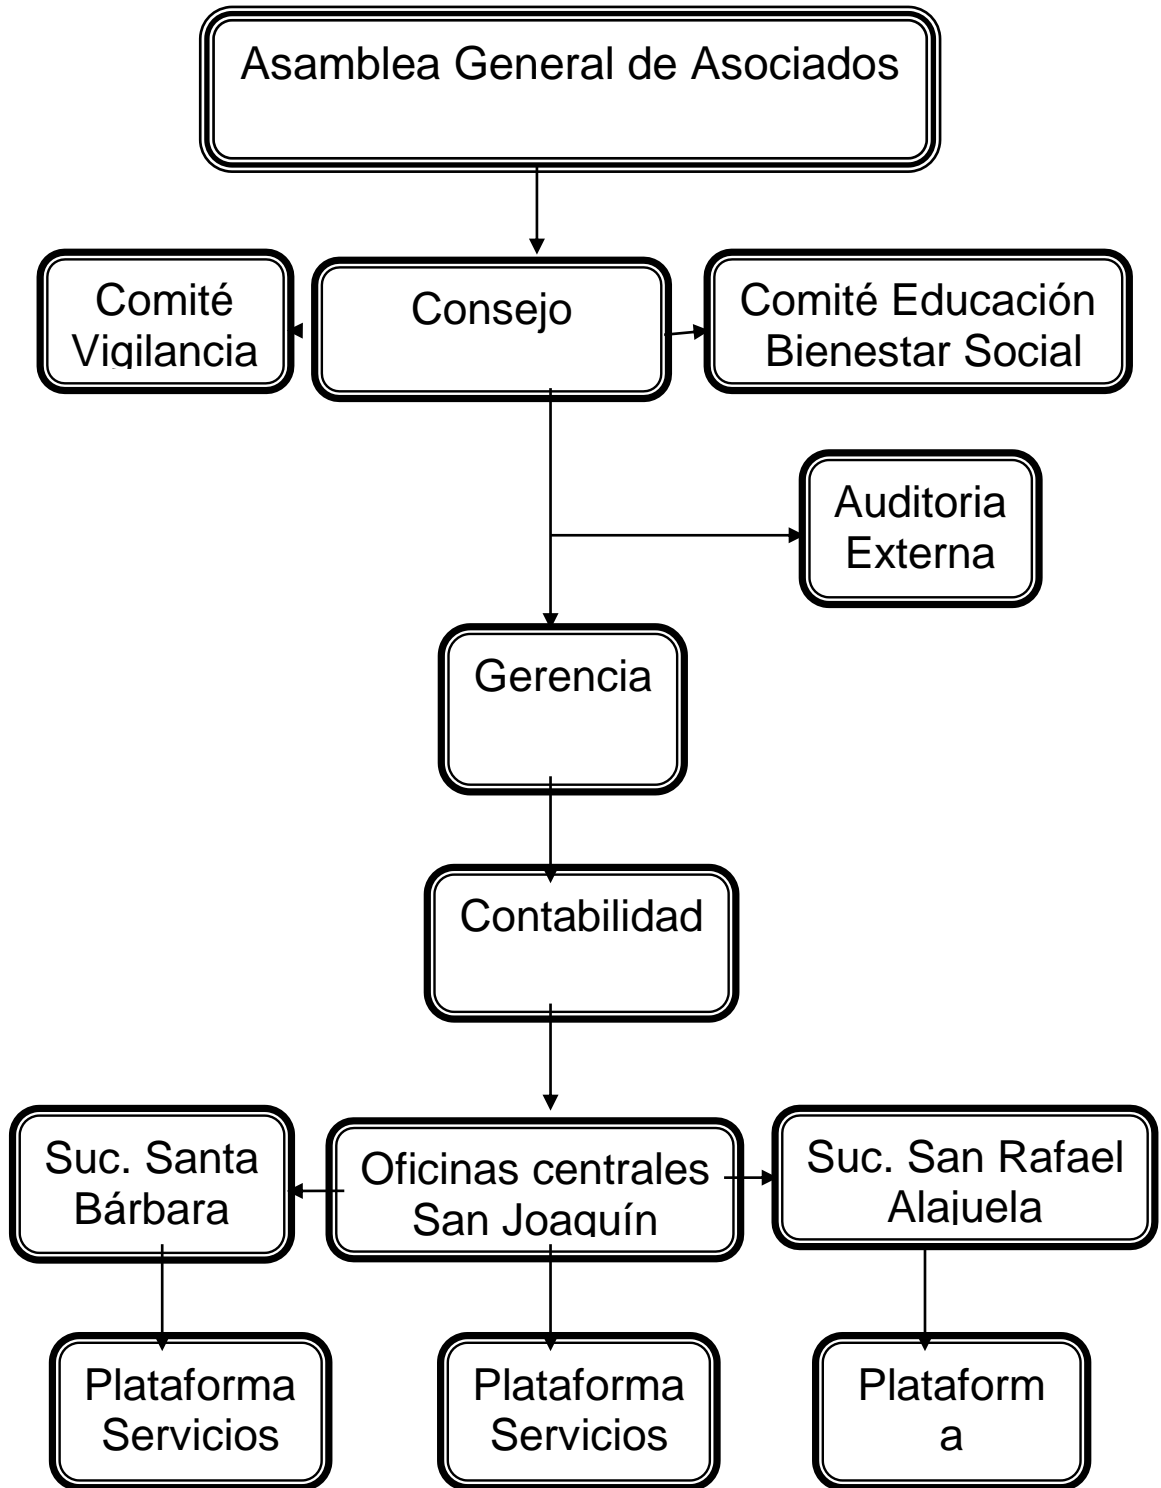 Asamblea General de Asociados
Comité
Vigilancia
Consejo
Comité Educación
Bienestar Social
Auditoria
Externa
Gerencia
Contabilidad
Suc. Santa
Bárbara
Oficinas centrales
San Joaquín
Suc. San Rafael
Alajuela
Plataforma
Servicios
Plataforma
Servicios
Plataform
a